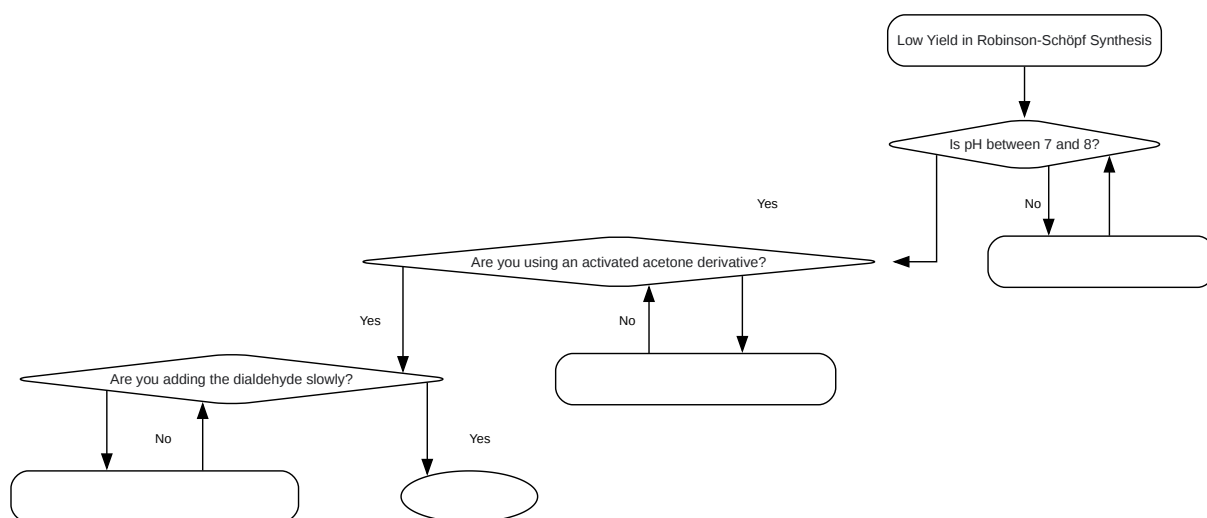 Low Yield in Robinson-Schöpf Synthesis
Is pH between 7 and 8?
Yes
No
Are you using an activated acetone derivative?
Yes
No
Are you adding the dialdehyde slowly?
No
Yes